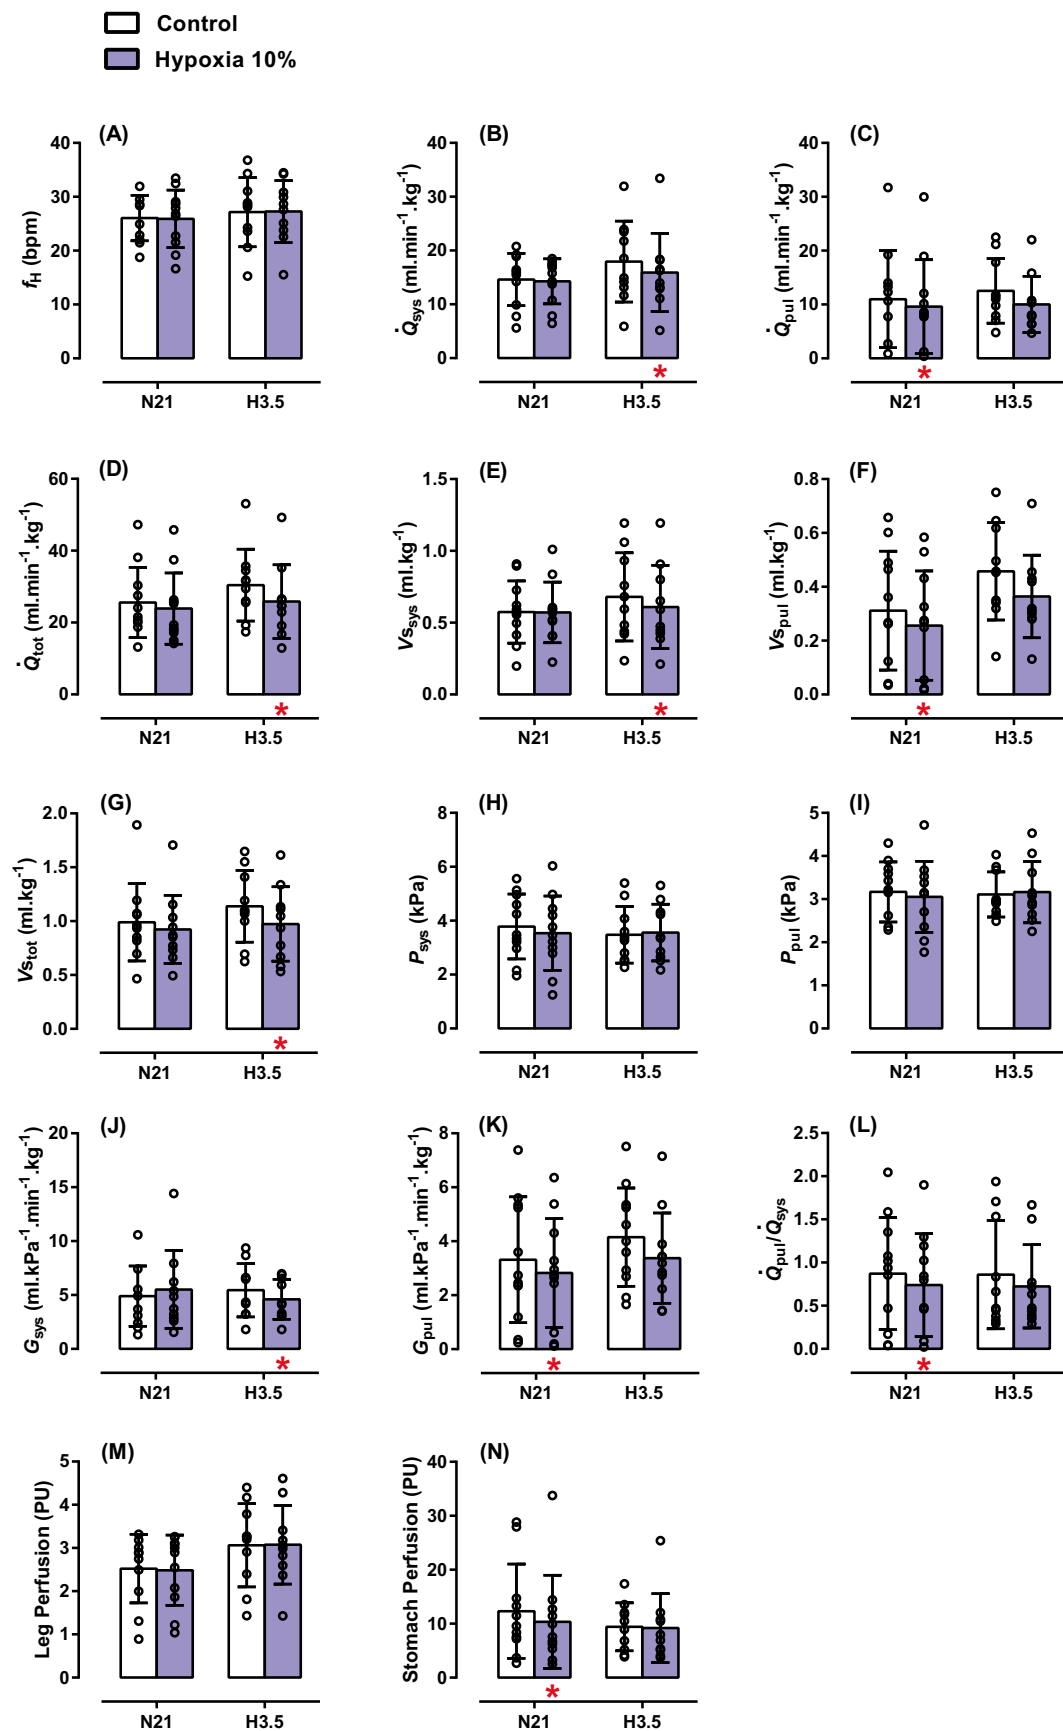 Control
Hypoxia 10%
(A)
fH (bpm)
40
30
20
10
0
N21
H3.5
(B)
Q̇sys (ml.min⁻¹.kg⁻¹)
40
30
20
10
0
*
N21
H3.5
(C)
Q̇pul (ml.min⁻¹.kg⁻¹)
40
30
20
10
0
*
N21
H3.5
(D)
Q̇tot (ml.min⁻¹.kg⁻¹)
60
40
20
0
*
N21
H3.5
(E)
Vssys (ml.kg⁻¹)
1.5
1.0
0.5
0.0
*
N21
H3.5
(F)
Vspul (ml.kg⁻¹)
0.8
0.6
0.4
0.2
0.0
*
N21
H3.5
(G)
Vstot (ml.kg⁻¹)
2.0
1.5
1.0
0.5
0.0
*
N21
H3.5
(H)
Psys (kPa)
8
6
4
2
0
N21
H3.5
(I)
Ppul (kPa)
5
4
3
2
1
0
N21
H3.5
(J)
Gsys (ml.kPa⁻¹.min⁻¹.kg⁻¹)
20
15
10
5
0
*
N21
H3.5
(K)
Gpul (ml.kPa⁻¹.min⁻¹.kg⁻¹)
8
6
4
2
0
*
N21
H3.5
(L)
Q̇pul/Q̇sys
2.5
2.0
1.5
1.0
0.5
0.0
*
N21
H3.5
(M)
Leg Perfusion (PU)
5
4
3
2
1
0
N21
H3.5
(N)
Stomach Perfusion (PU)
40
30
20
10
0
*
N21
H3.5